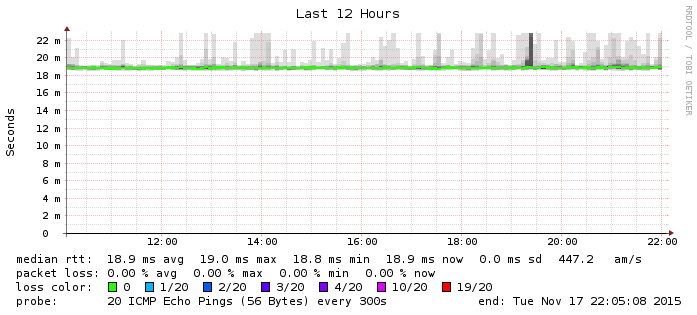 Last 12 Hours
RRDTOOL / TOBI OETIKER
Seconds
22 m
20 m
18 m
16 m
14 m
12 m
10 m
8 m
6 m
4 m
2 m
0
12:00 14:00 16:00 18:00 20:00 22:00
median rtt: 18.9 ms avg 19.0 ms max 18.8 ms min 18.9 ms now 0.0 ms sd 447.2 am/s
packet loss: 0.00 % avg 0.00 % max 0.00 % min 0.00 % now
loss color: 0 1/20 2/20 3/20 4/20 10/20 19/20
probe: 20 ICMP Echo Pings (56 Bytes) every 300s end: Tue Nov 17 22:05:08 2015